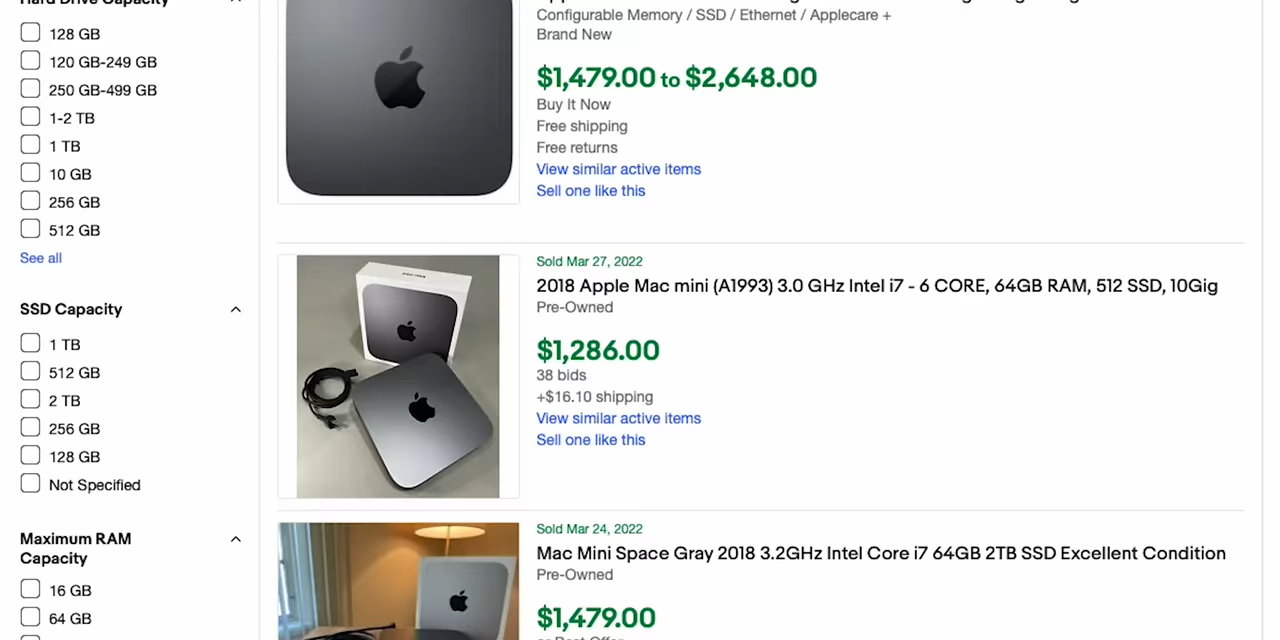 Hard Drive Capacity
128 GB
120 GB-249 GB
250 GB-499 GB
1-2 TB
1 TB
10 GB
256 GB
512 GB
See all
SSD Capacity
1 TB
512 GB
2 TB
256 GB
128 GB
Not Specified
Maximum RAM
Capacity
16 GB
64 GB
Configurable Memory / SSD / Ethernet / Applecare +
Brand New
$1,479.00 to $2,648.00
Buy It Now
Free shipping
Free returns
View similar active items
Sell one like this
Sold Mar 27, 2022
2018 Apple Mac mini (A1993) 3.0 GHz Intel i7 - 6 CORE, 64GB RAM, 512 SSD, 10Gig
Pre-Owned
$1,286.00
38 bids
+$16.10 shipping
View similar active items
Sell one like this
Sold Mar 24, 2022
Mac Mini Space Gray 2018 3.2GHz Intel Core i7 64GB 2TB SSD Excellent Condition
Pre-Owned
$1,479.00
or Best Offer